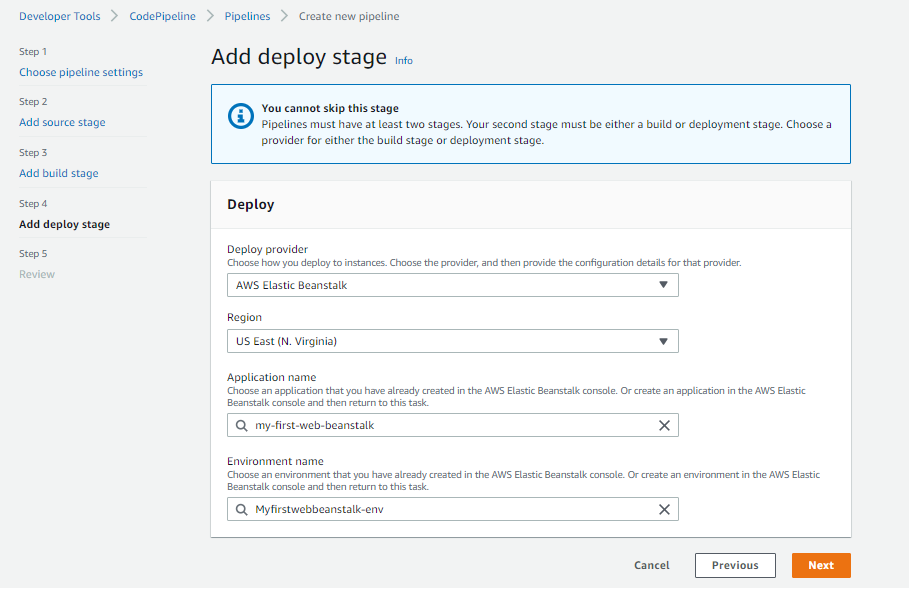 Developer Tools > CodePipeline > Pipelines > Create new pipeline
Step 1
Choose pipeline settings
Step 2
Add source stage
Step 3
Add build stage
Step 4
Add deploy stage
Step 5
Review
Add deploy stage Info
You cannot skip this stage
Pipelines must have at least two stages. Your second stage must be either a build or deployment stage. Choose a
provider for either the build stage or deployment stage.
Deploy
Deploy provider
Choose how you deploy to instances. Choose the provider, and then provide the configuration details for that provider.
AWS Elastic Beanstalk
Region
US East (N. Virginia)
Application name
Choose an application that you have already created in the AWS Elastic Beanstalk console. Or create an application in the AWS Elastic
Beanstalk console and then return to this task.
my-first-web-beanstalk
Environment name
Choose an environment that you have already created in the AWS Elastic Beanstalk console. Or create an environment in the AWS Elastic
Beanstalk console and then return to this task.
Myfirstwebbeanstalk-env
Cancel Previous Next